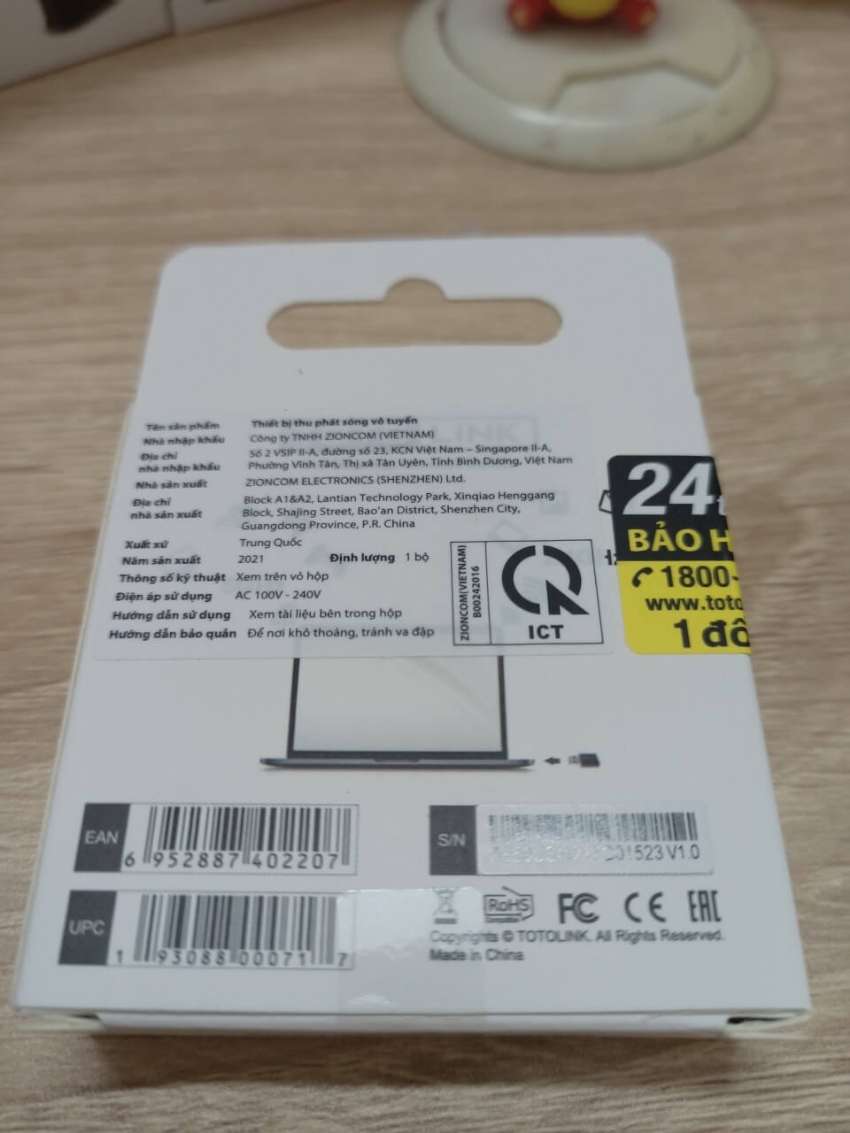 Tên sản phẩm Thiết bị thu phát sóng vô tuyến
Nhà nhập khẩu Công ty TNHH ZIONCOM (VIETNAM)
Địa chỉ nhà nhập khẩu Số 2 VSIP II-A, đường số 23, KCN Việt Nam – Singapore II-A,
Phường Vĩnh Tân, Thị xã Tân Uyên, Tỉnh Bình Dương, Việt Nam
Nhà sản xuất ZIONCOM ELECTRONICS (SHENZHEN) Ltd.
Địa chỉ nhà sản xuất Block A1&A2, Lantian Technology Park, Xinqiao Henggang
Block, Shajing Street, Bao'an District, Shenzhen City,
Guangdong Province, P.R. China
Xuất xứ Trung Quốc
Năm sản xuất 2021 Định lượng 1 bộ
Thông số kỹ thuật Xem trên vỏ hộp
Điện áp sử dụng AC 100V - 240V
Hướng dẫn sử dụng Xem tài liệu bên trong hộp
Hướng dẫn bảo quản Để nơi khô thoáng, tránh va đập
ZIONCOM(VIETNAM)
B00242016
ICT
24t
BẢO H
1800-
www.toto
1 đổ
LINK
EAN
6 952887 402207
S/N
01523 V1.0
UPC
1 93088 00071 7
RoHS
FC CE EAC
Copyrights © TOTOLINK. All Rights Reserved.
Made in China